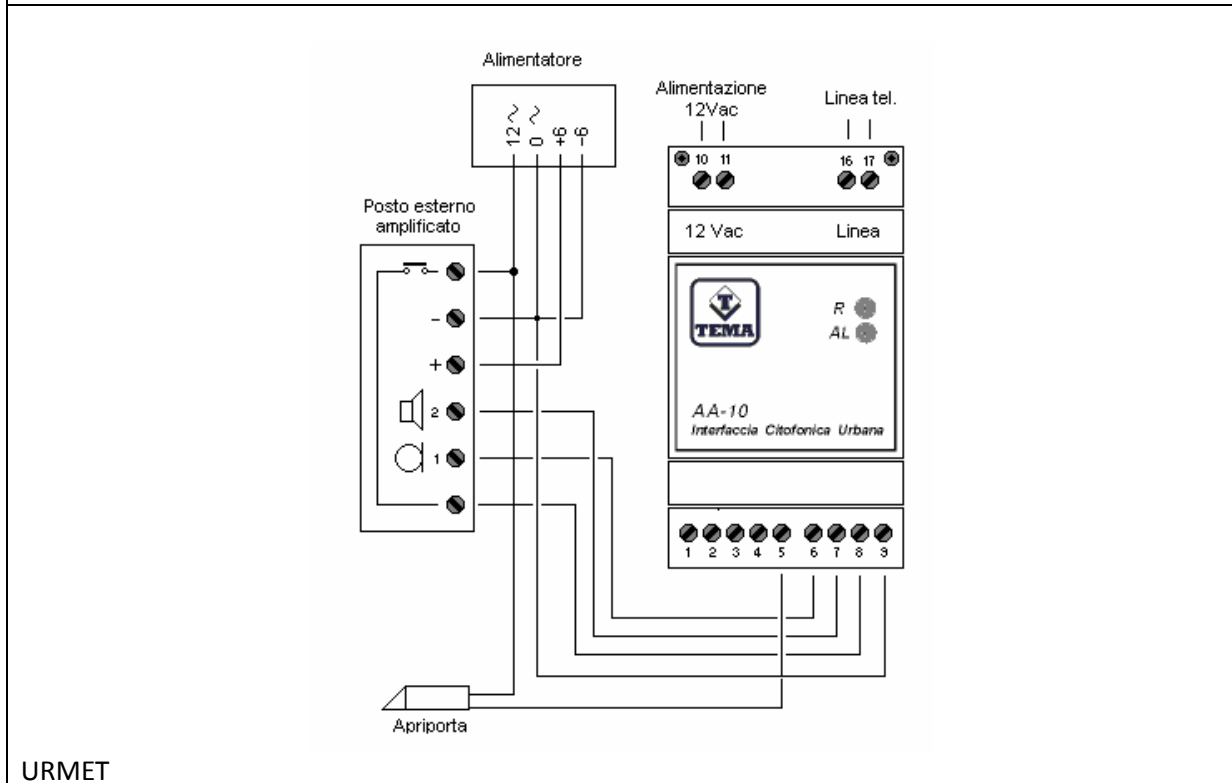 Alimentatore
12 ~
0 ~
+6
-6
Alimentazione
12Vac
Linea tel.
10 11
16 17
12 Vac
Linea
Posto esterno
amplificato
-
+
2
1
TEMA
R
AL
AA-10
Interfaccia Citofonica Urbana
1 2 3 4 5 6 7 8 9
Apriporta
URMET